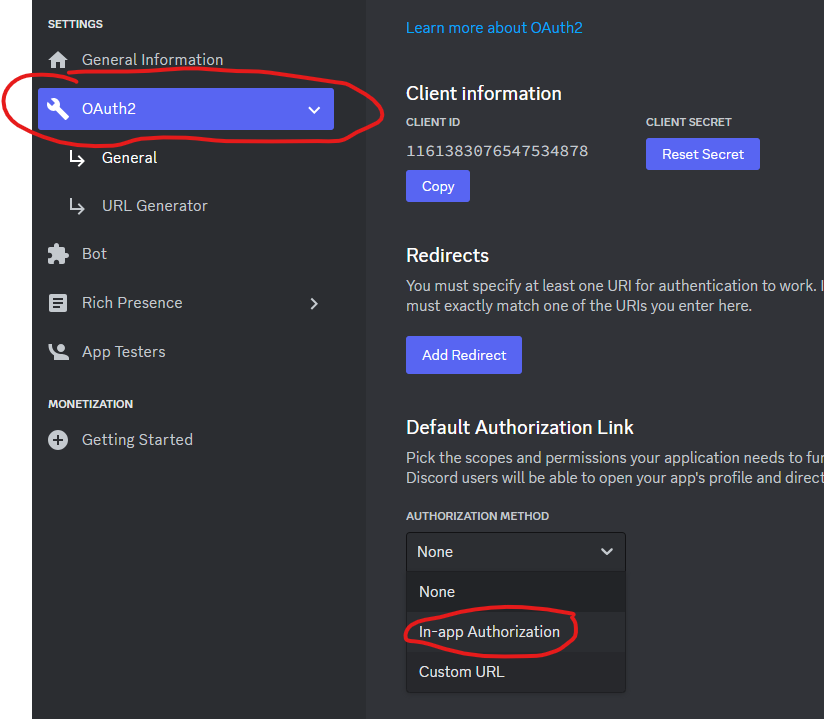 SETTINGS
General Information
OAuth2
General
URL Generator
Bot
Rich Presence
App Testers
MONETIZATION
Getting Started
Learn more about OAuth2
Client information
CLIENT ID
1161383076547534878
Copy
CLIENT SECRET
Reset Secret
Redirects
You must specify at least one URI for authentication to work. I
must exactly match one of the URIs you enter here.
Add Redirect
Default Authorization Link
Pick the scopes and permissions your application needs to fu
Discord users will be able to open your app's profile and direct
AUTHORIZATION METHOD
None
None
In-app Authorization
Custom URL